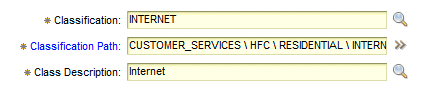 Classification: INTERNET
Classification Path: CUSTOMER_SERVICES \ HFC \ RESIDENTIAL \ INTERN
Class Description: Internet